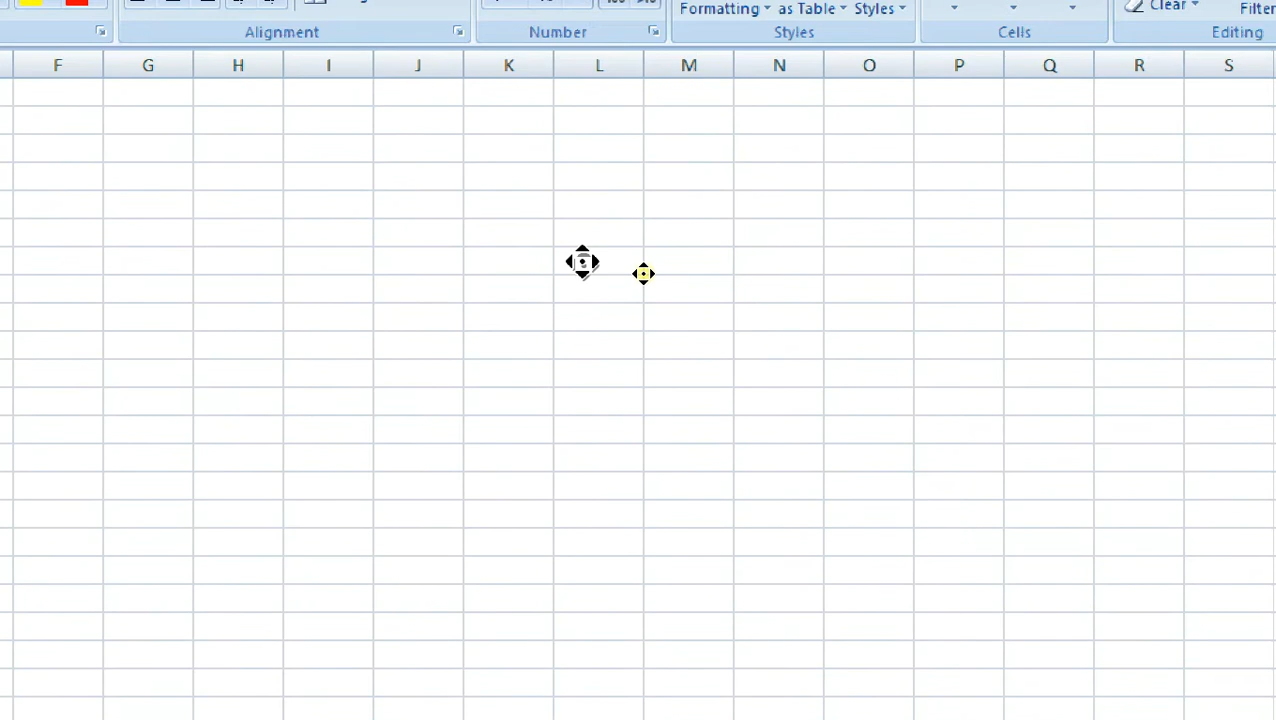 Formatting as Table Styles Clear Filter
Alignment Number Styles Cells Editing
F G H I J K L M N O P Q R S